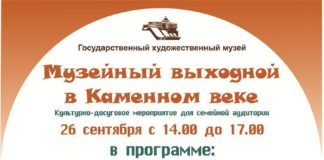 Государственный художественный музей
Музейный выходной
в Каменном веке
Культурно-досуговое мероприятие для семейной аудитории
26 сентября с 14.00 до 17.00
в программе: